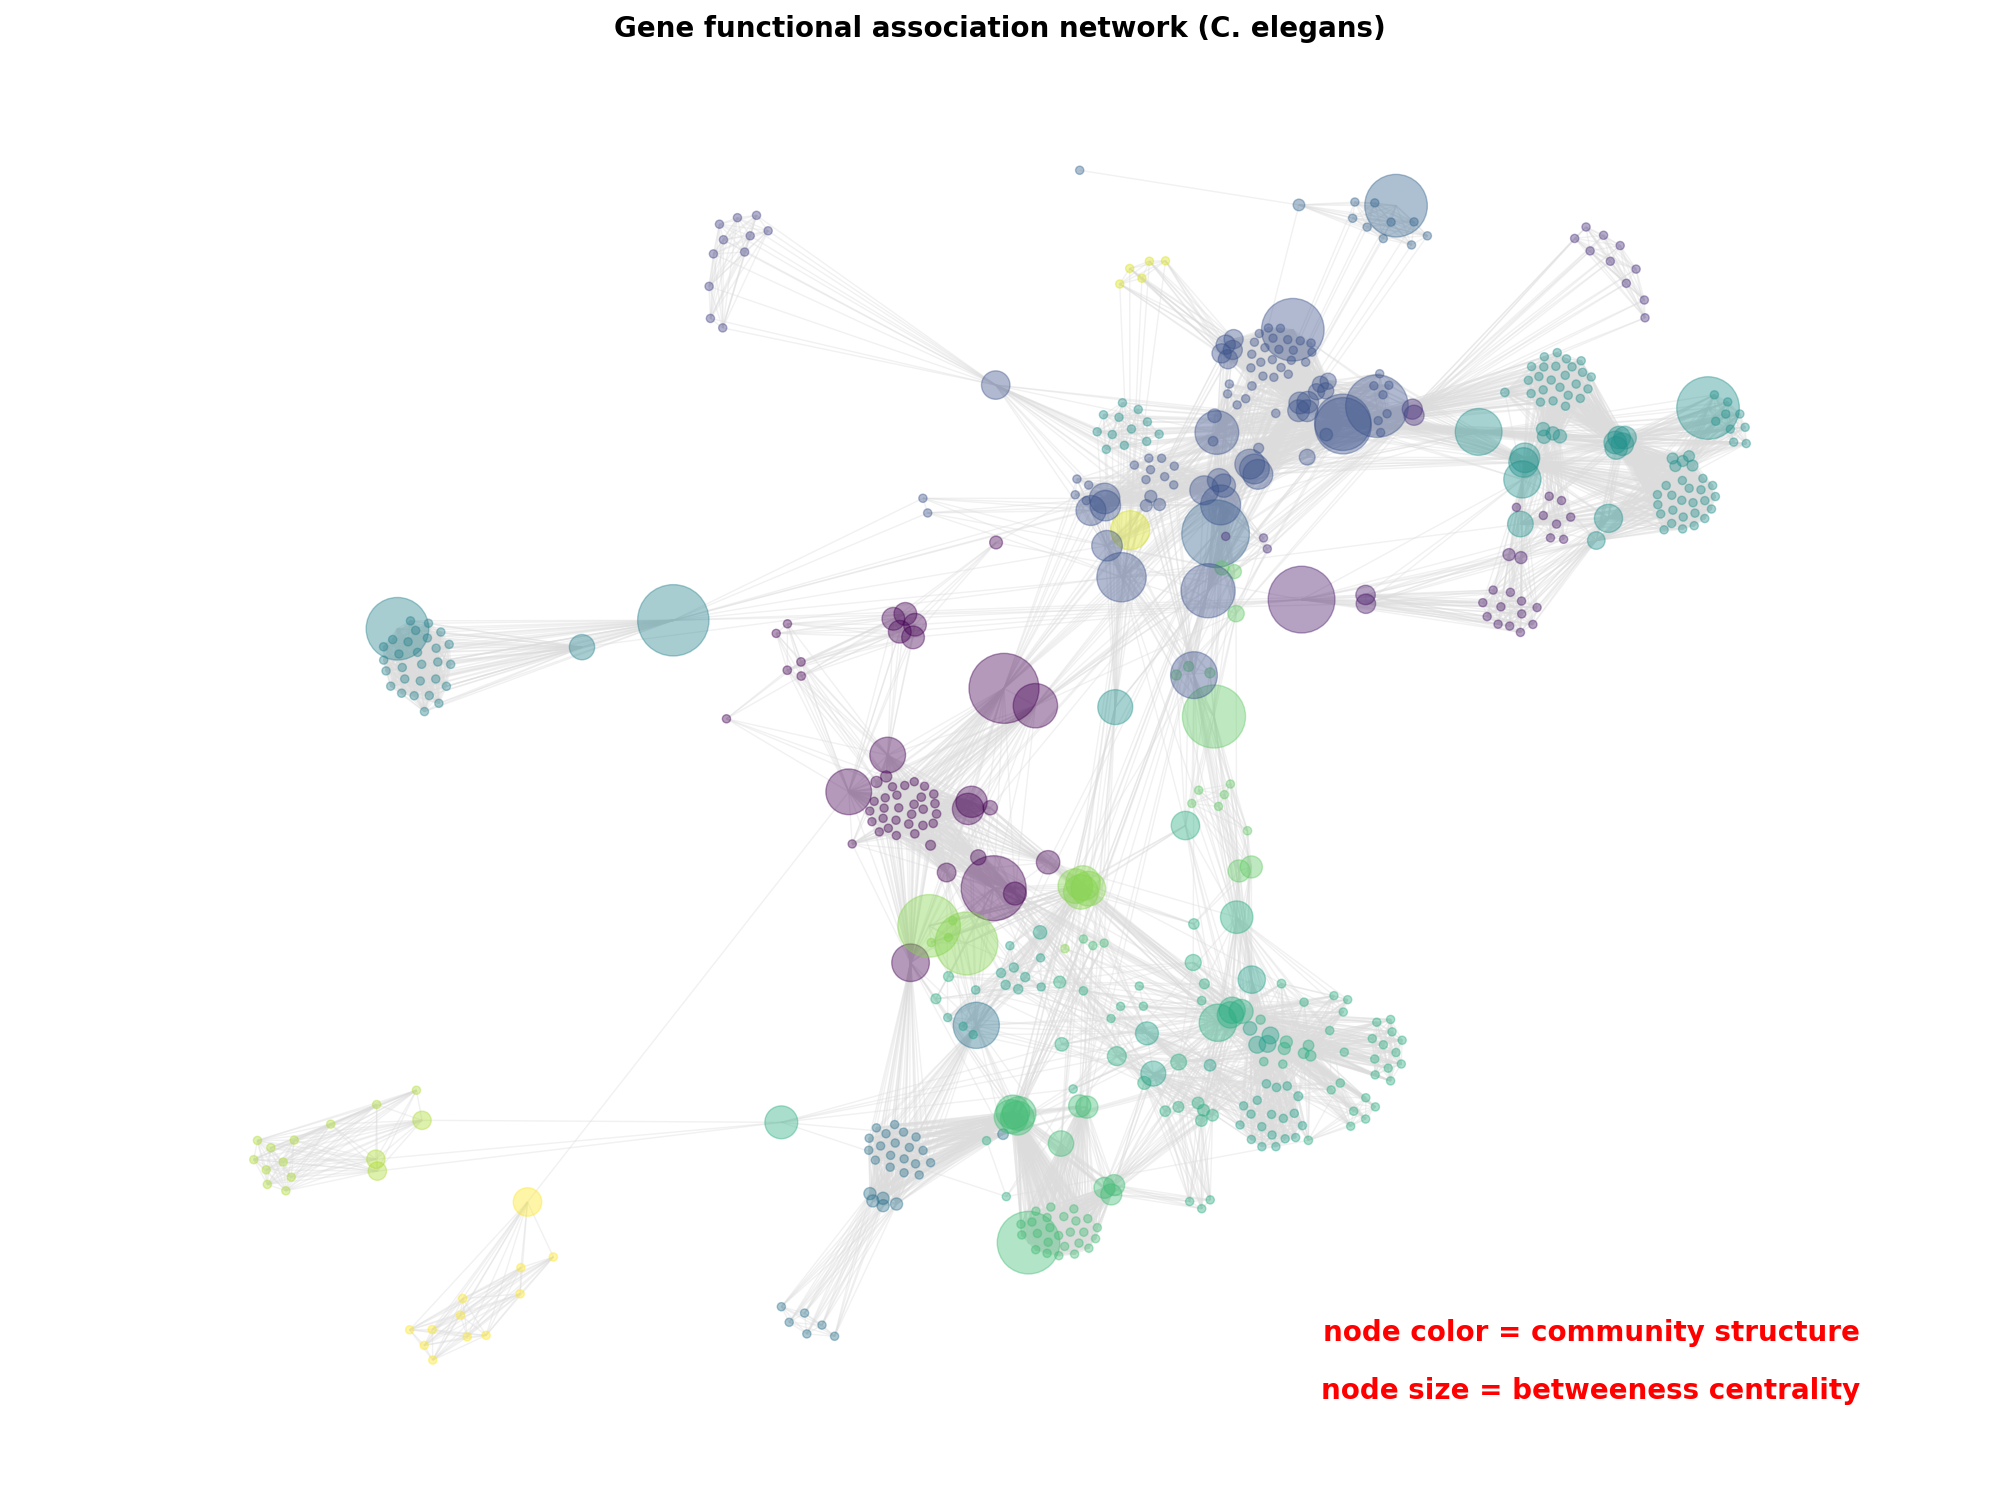 Gene functional association network (C. elegans)
node color = community structure
node size = betweeness centrality